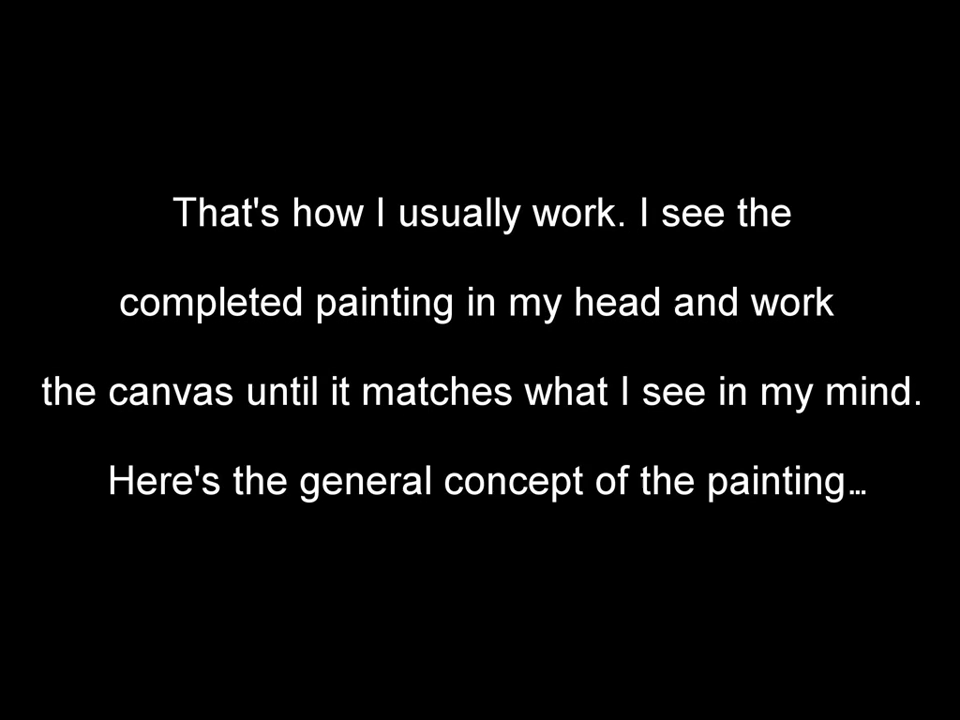 That's how I usually work. I see the
completed painting in my head and work
the canvas until it matches what I see in my mind.
Here's the general concept of the painting...